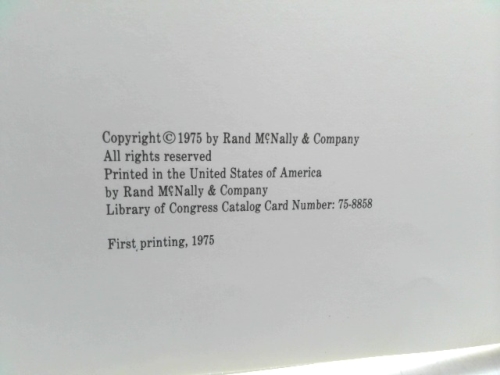 Copyright © 1975 by Rand McNally & Company
All rights reserved
Printed in the United States of America
by Rand McNally & Company
Library of Congress Catalog Card Number: 75-8858
First printing, 1975